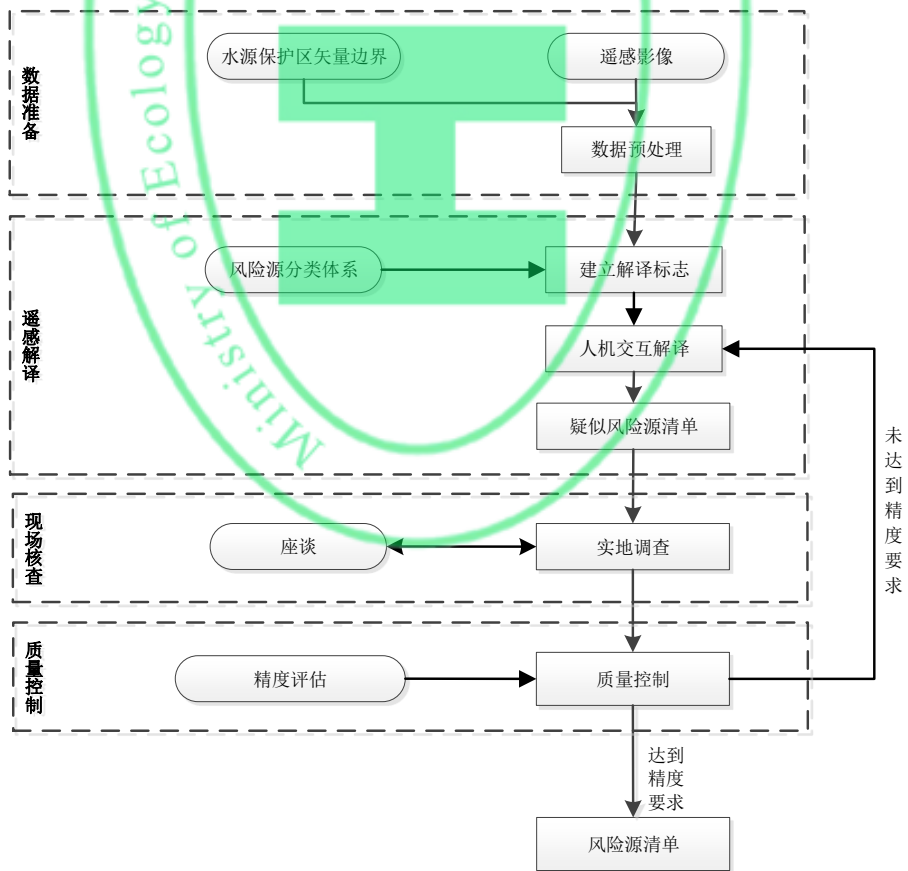 数据准备
水源保护区矢量边界
遥感影像
数据预处理
遥感解译
风险源分类体系
建立解译标志
人机交互解译
疑似风险源清单
现场核查
座谈
实地调查
质量控制
精度评估
质量控制
未达到精度要求
达到
精度
要求
风险源清单
Ministry of Ecology